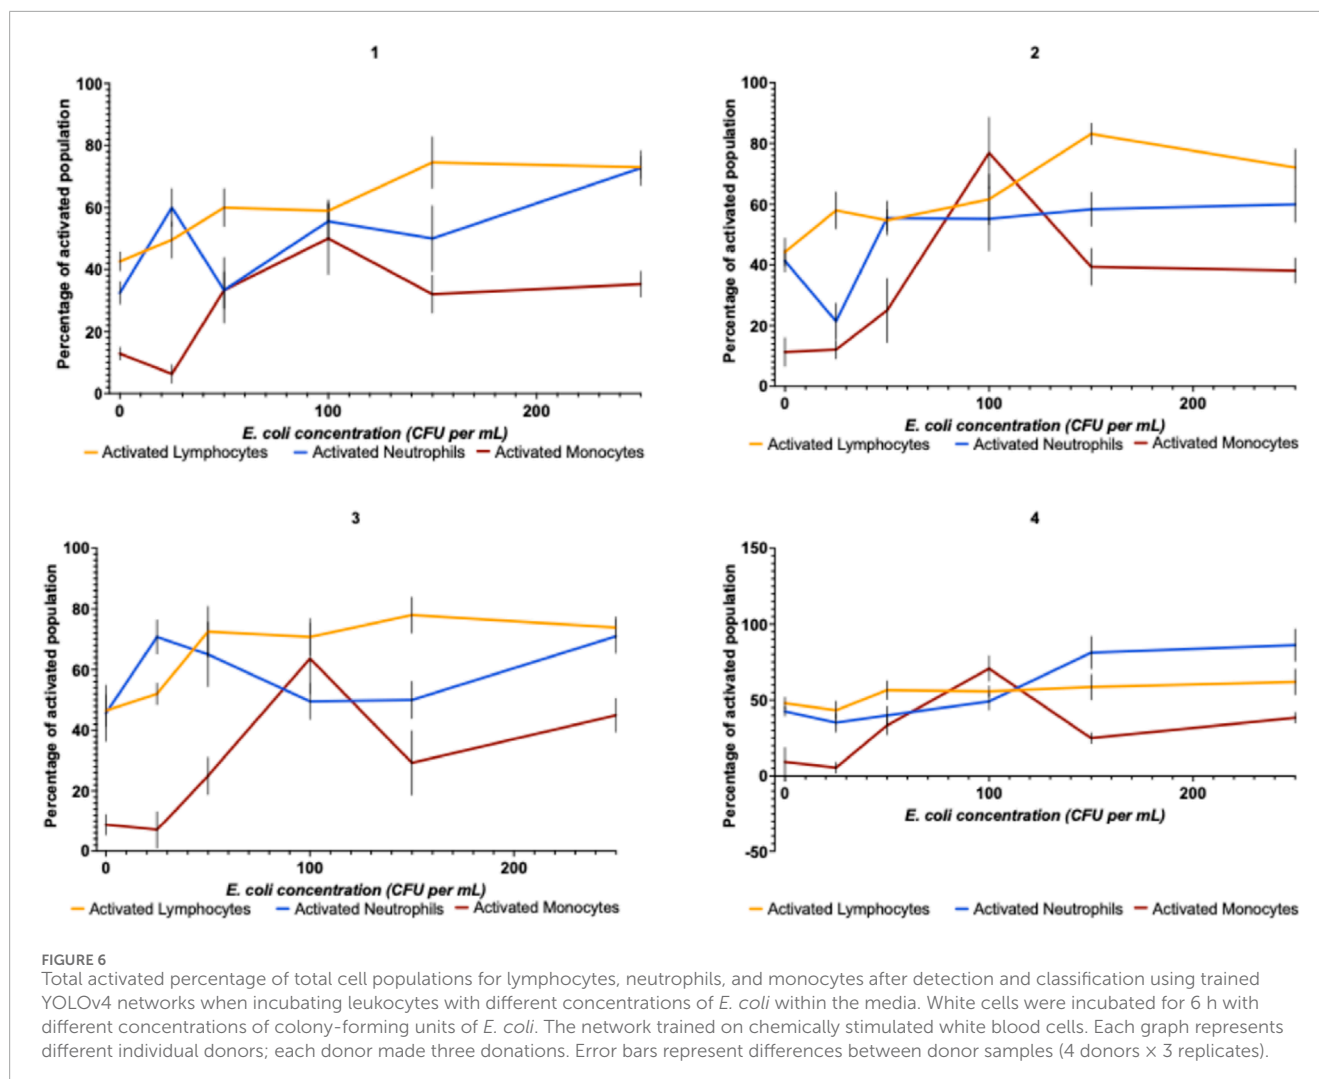 1
Percentage of activated population
100
80
60
40
20
0
0 100 200
E. coli concentration (CFU per mL)
Activated Lymphocytes Activated Neutrophils Activated Monocytes
2
Percentage of activated population
100
80
60
40
20
0
0 100 200
E. coli concentration (CFU per mL)
Activated Lymphocytes Activated Neutrophils Activated Monocytes
3
Percentage of activated population
100
80
60
40
20
0
0 100 200
E. coli concentration (CFU per mL)
Activated Lymphocytes Activated Neutrophils Activated Monocytes
4
Percentage of activated population
150
100
50
0
-50
0 100 200
E. coli concentration (CFU per mL)
Activated Lymphocytes Activated Neutrophils Activated Monocytes
FIGURE 6
Total activated percentage of total cell populations for lymphocytes, neutrophils, and monocytes after detection and classification using trained
YOLOv4 networks when incubating leukocytes with different concentrations of E. coli within the media. White cells were incubated for 6 h with
different concentrations of colony-forming units of E. coli. The network trained on chemically stimulated white blood cells. Each graph represents
different individual donors; each donor made three donations. Error bars represent differences between donor samples (4 donors × 3 replicates).